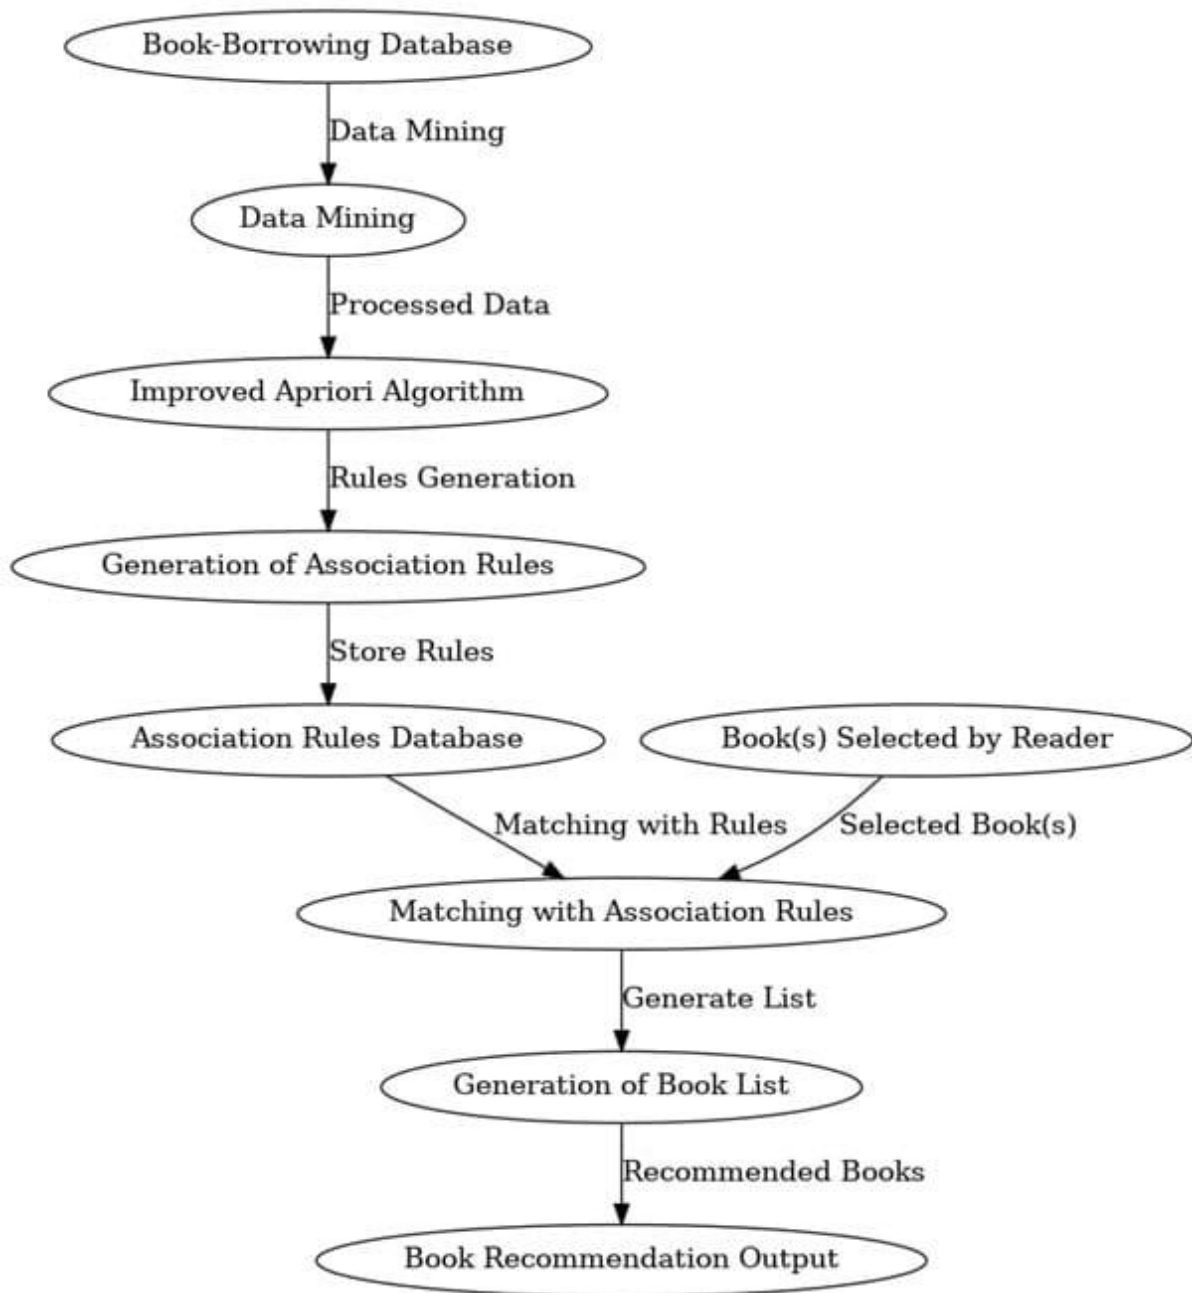 Book-Borrowing Database
Data Mining
Data Mining
Processed Data
Improved Apriori Algorithm
Rules Generation
Generation of Association Rules
Store Rules
Association Rules Database
Book(s) Selected by Reader
Matching with Rules
Selected Book(s)
Matching with Association Rules
Generate List
Generation of Book List
Recommended Books
Book Recommendation Output